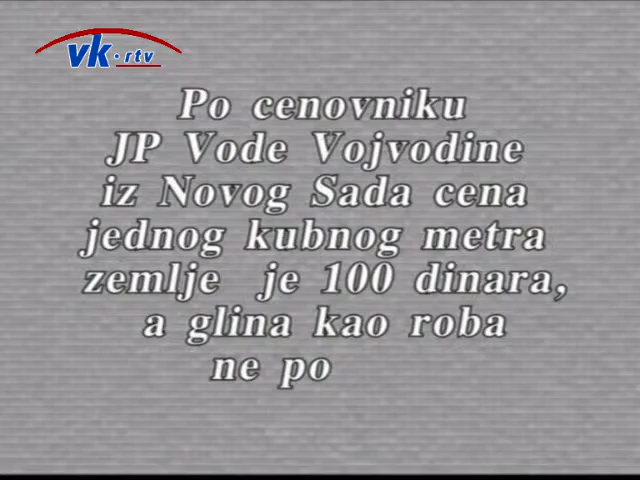 vk·rtv
Po cenovniku
JP Vode Vojvodine
iz Novog Sada cena
jednog kubnog metra
zemlje je 100 dinara,
a glina kao roba
ne po